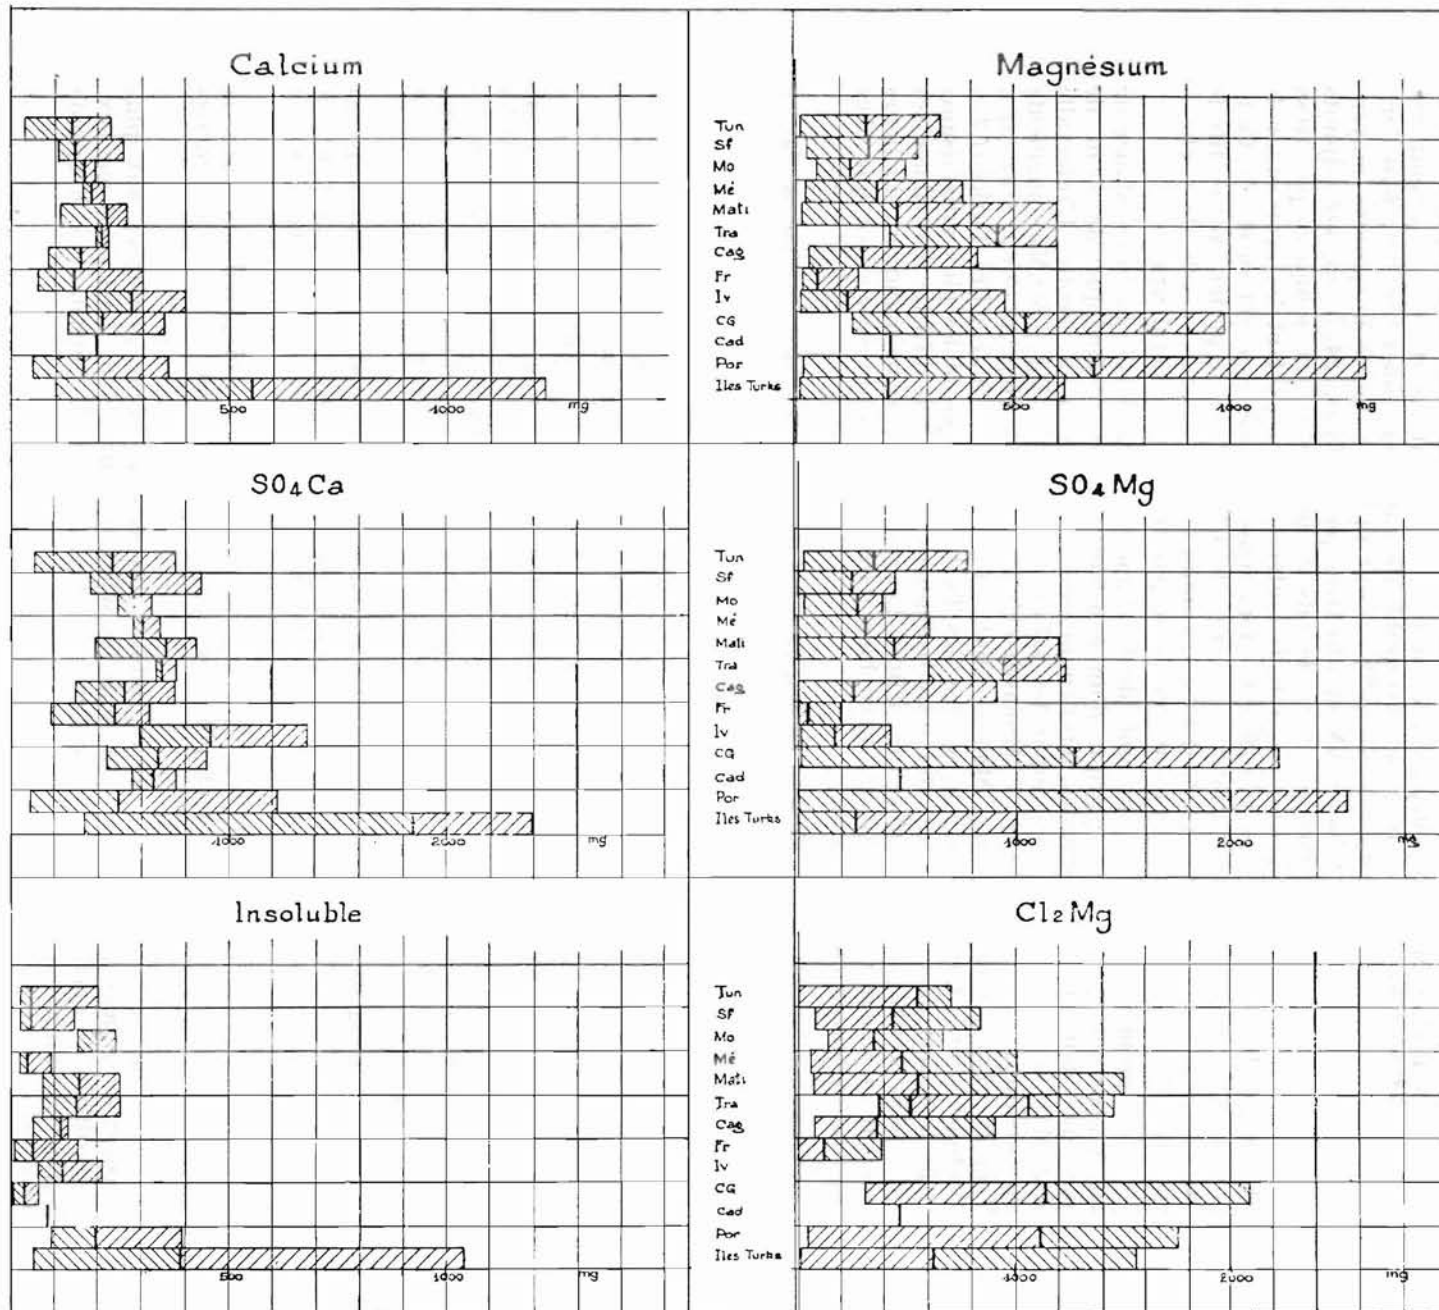 Calcium
Magnésium
Tun
Sf
Mo
Mé
Mati
Tra
Cag
Fr
Iv
CG
Cad
Por
Iles Turks
500
1000
mg
500
1000
mg
SO4Ca
SO4Mg
Tun
Sf
Mo
Mé
Mati
Tra
Cag
Fr
Iv
CG
Cad
Por
Iles Turks
1000
2000
mg
1000
2000
mg
Insoluble
Cl2Mg
Tun
Sf
Mo
Mé
Mati
Tra
Cag
Fr
Iv
CG
Cad
Por
Iles Turks
500
1000
mg
1000
2000
mg